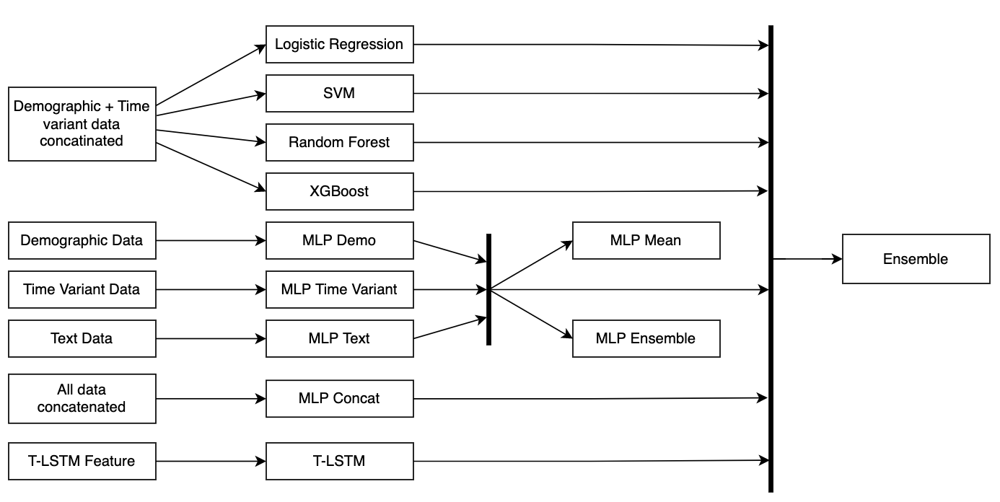 Logistic Regression
Demographic + Time
variant data
concatinated
SVM
Random Forest
XGBoost
Demographic Data
MLP Demo
MLP Mean
Time Variant Data
MLP Time Variant
Ensemble
Text Data
MLP Text
MLP Ensemble
All data
concatenated
MLP Concat
T-LSTM Feature
T-LSTM